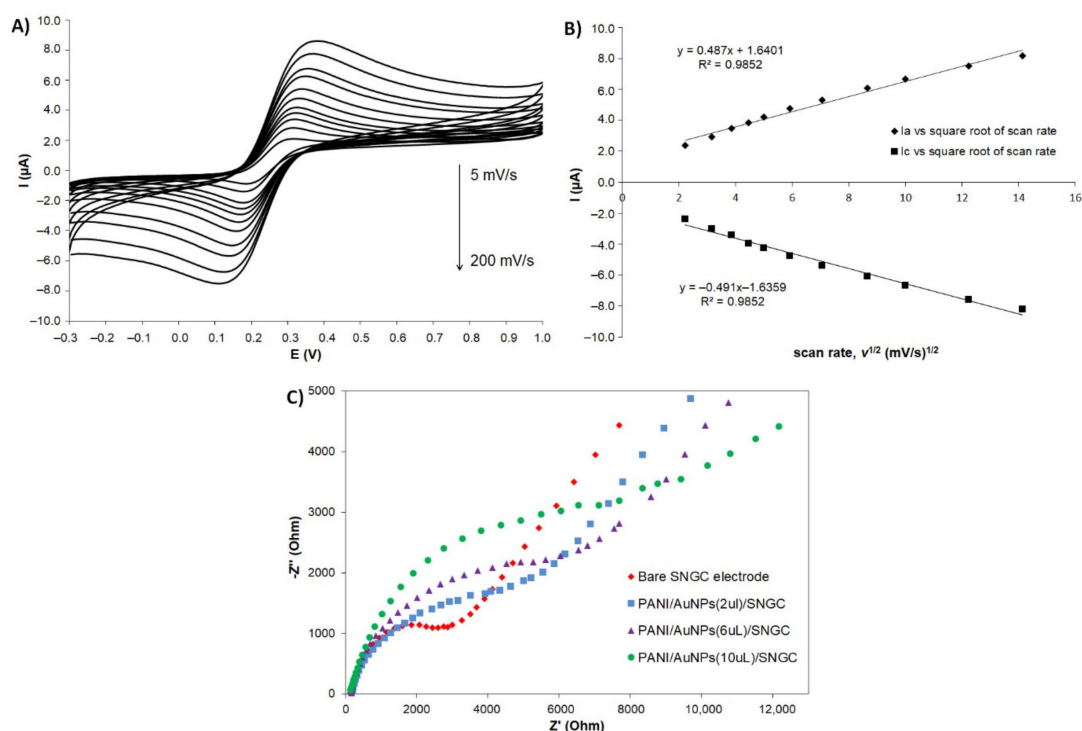 A)
10.0
8.0
6.0
4.0
2.0
0.0
−2.0
−4.0
−6.0
−8.0
−10.0
I (µA)
−0.3 −0.2 −0.1 0.0 0.1 0.2 0.3 0.4 0.5 0.6 0.7 0.8 0.9 1.0
E (V)
5 mV/s
200 mV/s
B)
10.0
8.0
6.0
4.0
2.0
0.0
−2.0
−4.0
−6.0
−8.0
−10.0
I (µA)
0 2 4 6 8 10 12 14 16
y = 0.487x + 1.6401
R² = 0.9852
Ia vs square root of scan rate
Ic vs square root of scan rate
y = −0.491x−1.6359
R² = 0.9852
scan rate, v^1/2 (mV/s)^1/2
C)
5000
4000
3000
2000
1000
0
-Z'' (Ohm)
0 2000 4000 6000 8000 10,000 12,000
Z' (Ohm)
Bare SNGC electrode
PANI/AuNPs(2ul)/SNGC
PANI/AuNPs(6uL)/SNGC
PANI/AuNPs(10uL)/SNGC